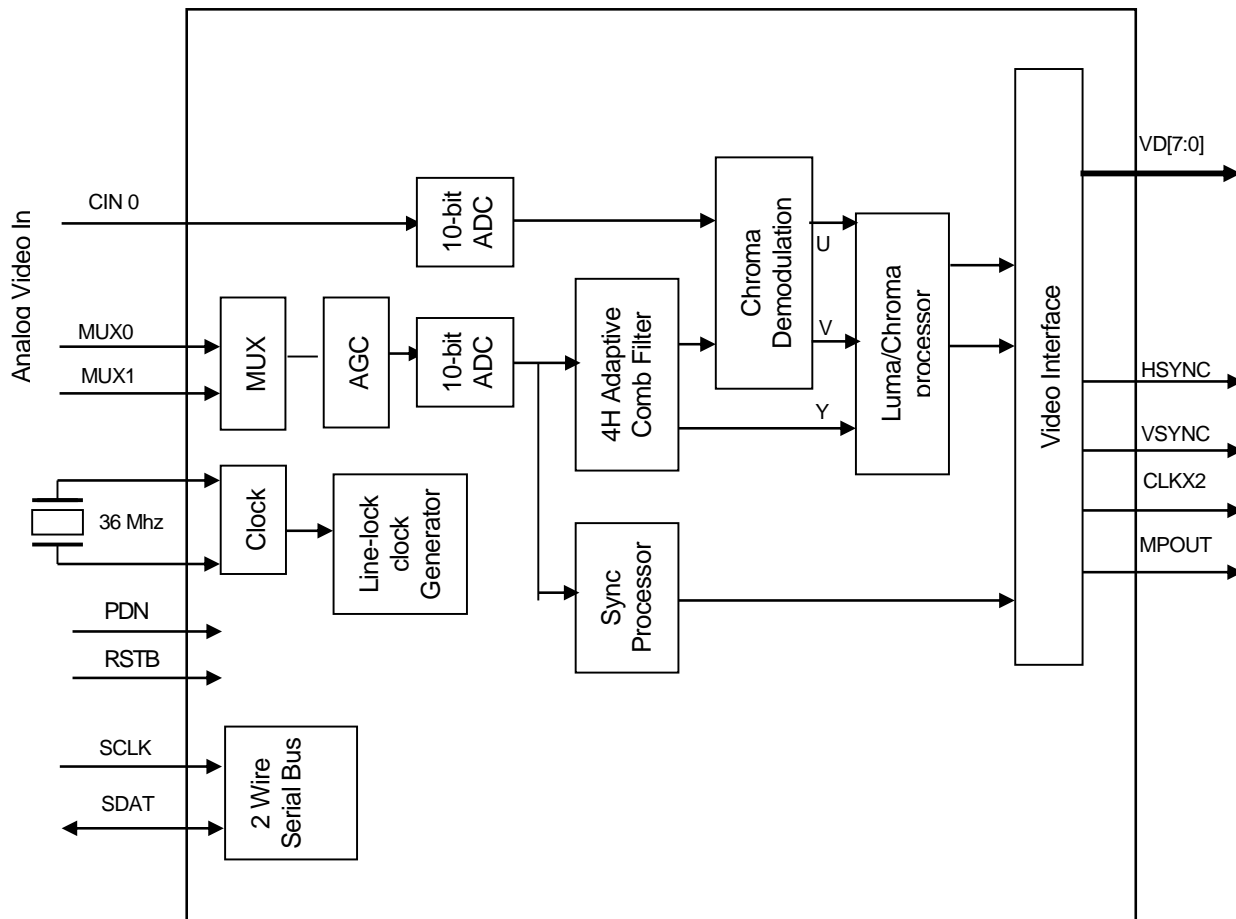 Analog Video In
CIN 0
MUX0
MUX1
36 Mhz
PDN
RSTB
SCLK
SDAT
MUX
AGC
10-bit
ADC
10-bit
ADC
Clock
Line-lock
clock
Generator
2 Wire
Serial Bus
4H Adaptive
Comb Filter
Sync
Processor
Chroma
Demodulation
U
V
Y
Luma/Chroma
processor
Video Interface
VD[7:0]
HSYNC
VSYNC
CLKX2
MPOUT